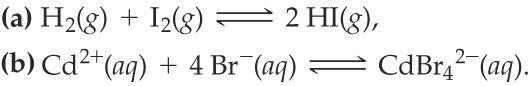 (a) H₂(g) + I₂(g) ⇌ 2 HI(g),
(b) Cd²⁺(aq) + 4 Br⁻(aq) ⇌ CdBr₄²⁻(aq).